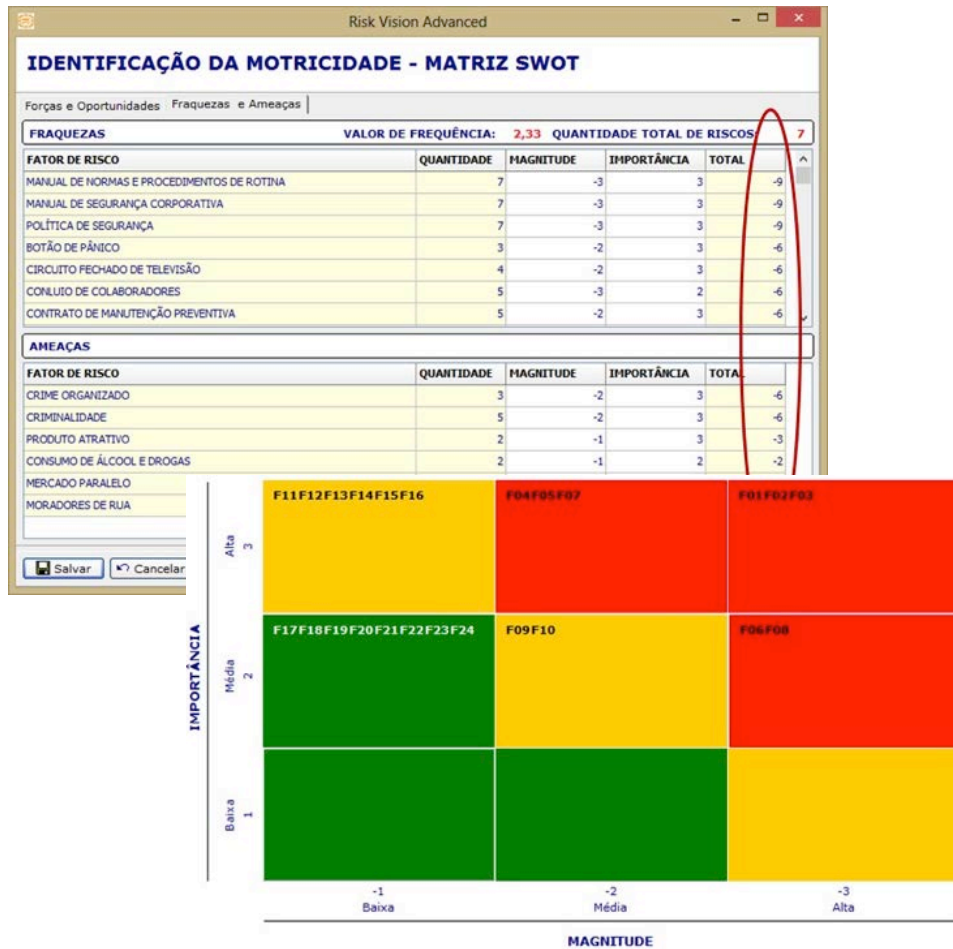 Risk Vision Advanced
IDENTIFICAÇÃO DA MOTRICIDADE - MATRIZ SWOT
Forças e Oportunidades Fraquezas e Ameaças
FRAQUEZAS VALOR DE FREQUÊNCIA: 2,33 QUANTIDADE TOTAL DE RISCOS: 7
FATOR DE RISCO QUANTIDADE MAGNITUDE IMPORTÂNCIA TOTAL
MANUAL DE NORMAS E PROCEDIMENTOS DE ROTINA 7 -3 3 -9
MANUAL DE SEGURANÇA CORPORATIVA 7 -3 3 -9
POLÍTICA DE SEGURANÇA 7 -3 3 -9
BOTÃO DE PÂNICO 3 -2 3 -6
CIRCUITO FECHADO DE TELEVISÃO 4 -2 3 -6
CONLUIO DE COLABORADORES 5 -3 2 -6
CONTRATO DE MANUTENÇÃO PREVENTIVA 5 -2 3 -6
AMEAÇAS
FATOR DE RISCO QUANTIDADE MAGNITUDE IMPORTÂNCIA TOTAL
CRIME ORGANIZADO 3 -2 3 -6
CRIMINALIDADE 5 -2 3 -6
PRODUTO ATRATIVO 2 -1 3 -3
CONSUMO DE ÁLCOOL E DROGAS 2 -1 2 -2
MERCADO PARALELO
MORADORES DE RUA
Salvar Cancelar
F11F12F13F14F15F16 F04F05F07 F01F02F03
Alta 3
F17F18F19F20F21F22F23F24 F09F10 F06F08
Média 2
IMPORTÂNCIA
Baixa 1
-1 -2 -3
Baixa Média Alta
MAGNITUDE